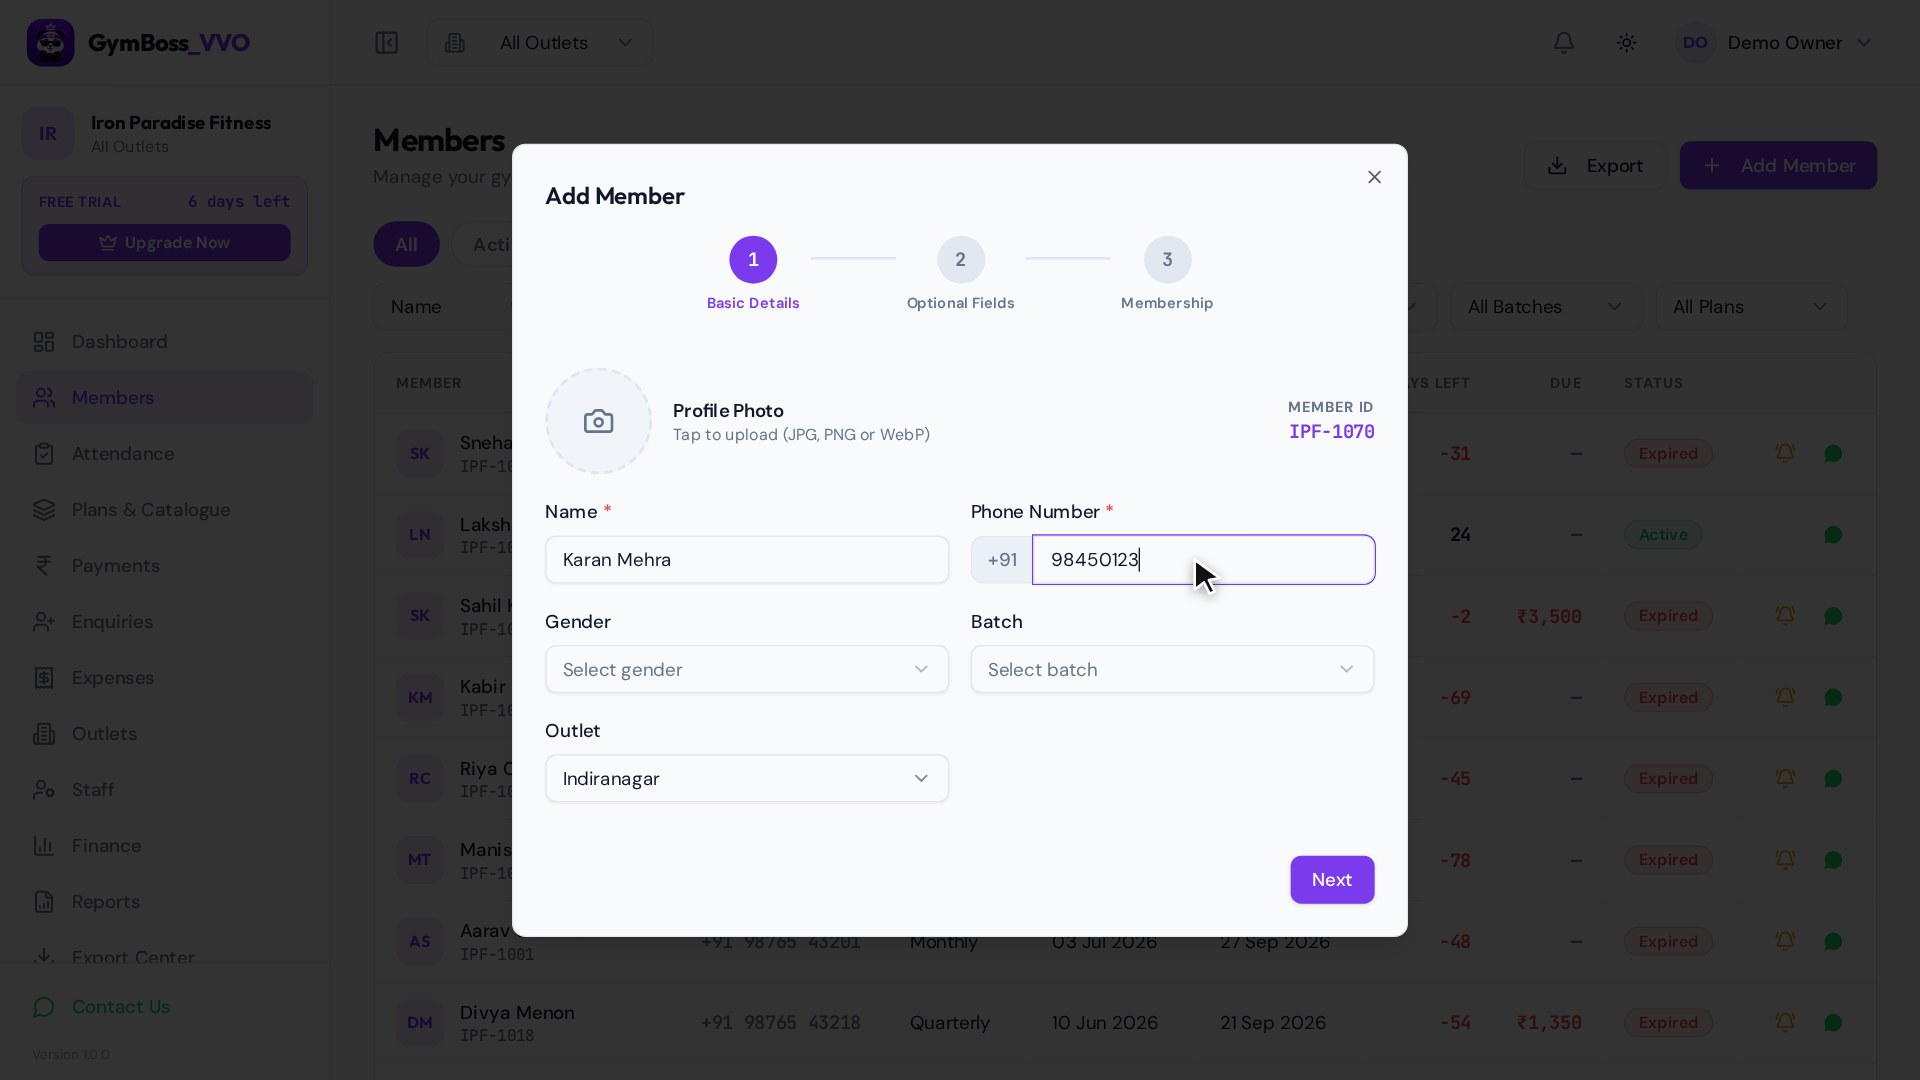 GymBoss_VVO
All Outlets
DO
Demo Owner
IR
Iron Paradise Fitness
All Outlets
FREE TRIAL
6 days left
Upgrade Now
Dashboard
Members
Attendance
Plans & Catalogue
Payments
Enquiries
Expenses
Outlets
Staff
Finance
Reports
Export Center
Contact Us
Version 1.0.0
Members
Manage your
Export
Add Member
All
Name
All Batches
All Plans
MEMBER
LEFT
DUE
STATUS
SK
Sneha
-31
—
Expired
LN
24
Active
SK
Sahil
-2
₹3,500
Expired
KM
Kabir
-69
—
Expired
RC
Riya
-45
—
Expired
MT
-78
—
Expired
AS
Aarav
IPF-1001
+91 98765 43201
Monthly
03 Jul 2026
27 Sep 2026
-48
—
Expired
DM
Divya Menon
IPF-1018
+91 98765 43218
Quarterly
10 Jun 2026
21 Sep 2026
-54
₹1,350
Expired
Add Member
1
Basic Details
2
Optional Fields
3
Membership
Profile Photo
Tap to upload (JPG, PNG or WebP)
MEMBER ID
IPF-1070
Name *
Karan Mehra
Phone Number *
+91
98450123
Gender
Select gender
Batch
Select batch
Outlet
Indiranagar
Next